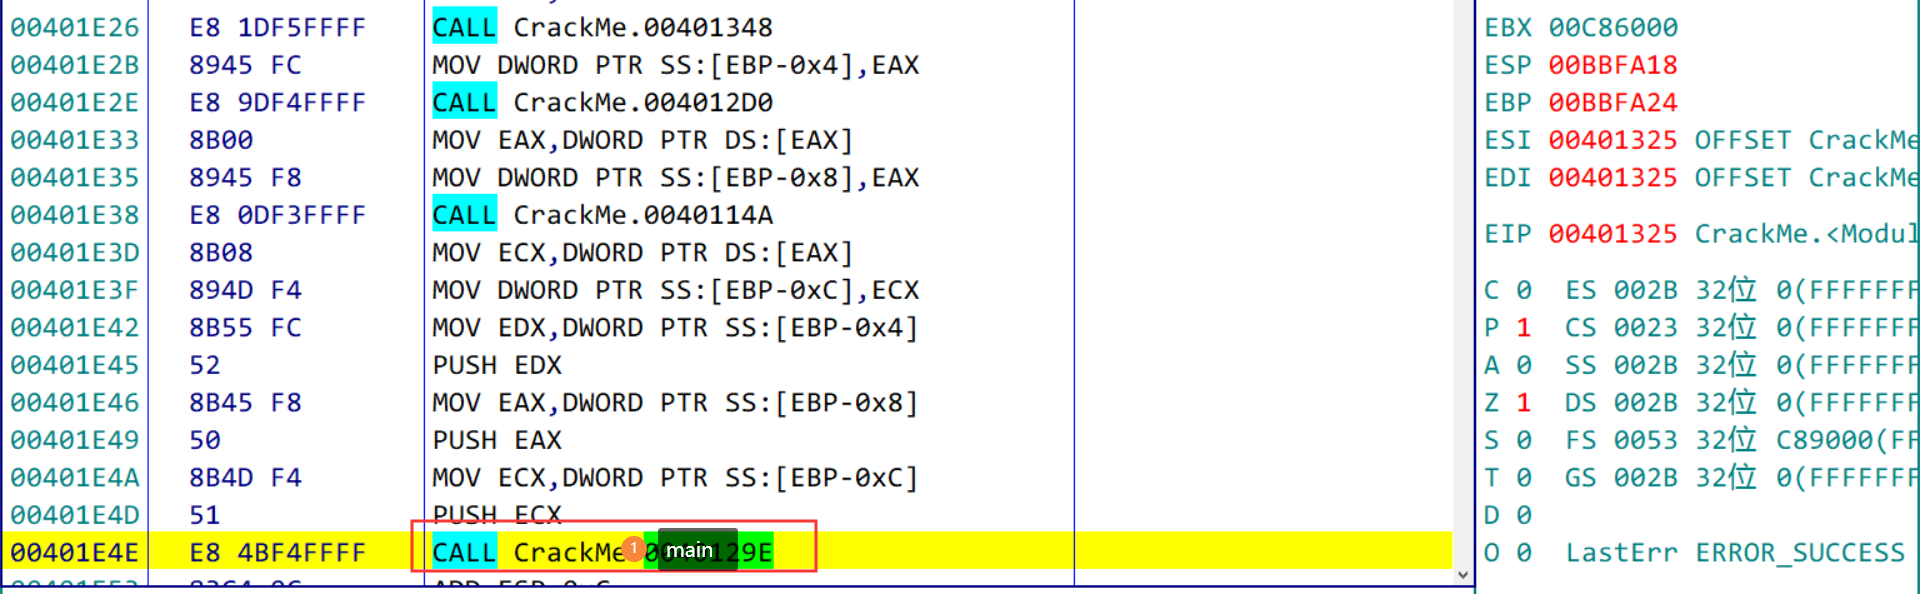 00401E26 E8 1DF5FFFF CALL CrackMe.00401348
00401E2B 8945 FC MOV DWORD PTR SS:[EBP-0x4],EAX
00401E2E E8 9DF4FFFF CALL CrackMe.004012D0
00401E33 8B00 MOV EAX,DWORD PTR DS:[EAX]
00401E35 8945 F8 MOV DWORD PTR SS:[EBP-0x8],EAX
00401E38 E8 0DF3FFFF CALL CrackMe.0040114A
00401E3D 8B08 MOV ECX,DWORD PTR DS:[EAX]
00401E3F 894D F4 MOV DWORD PTR SS:[EBP-0xC],ECX
00401E42 8B55 FC MOV EDX,DWORD PTR SS:[EBP-0x4]
00401E45 52 PUSH EDX
00401E46 8B45 F8 MOV EAX,DWORD PTR SS:[EBP-0x8]
00401E49 50 PUSH EAX
00401E4A 8B4D F4 MOV ECX,DWORD PTR SS:[EBP-0xC]
00401E4D 51 PUSH ECX
00401E4E E8 4BF4FFFF CALL CrackMe.0040129E
1 main
EBX 00C86000
ESP 00BBFA18
EBP 00BBFA24
ESI 00401325 OFFSET CrackMe
EDI 00401325 OFFSET CrackMe
EIP 00401325 CrackMe.<Modul
C 0 ES 002B 32位 0(FFFFFFF
P 1 CS 0023 32位 0(FFFFFFF
A 0 SS 002B 32位 0(FFFFFFF
Z 1 DS 002B 32位 0(FFFFFFF
S 0 FS 0053 32位 C89000(FF
T 0 GS 002B 32位 0(FFFFFFF
D 0
O 0 LastErr ERROR_SUCCESS